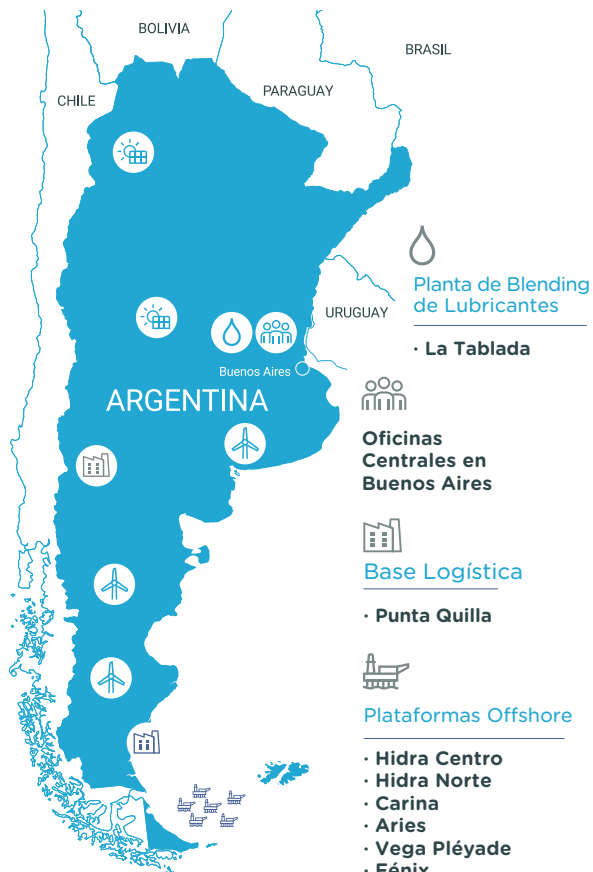 BOLIVIA
BRASIL
PARAGUAY
CHILE
URUGUAY
Buenos Aires
ARGENTINA
Planta de Blending
de Lubricantes
· La Tablada
Oficinas
Centrales en
Buenos Aires
Base Logística
· Punta Quilla
Plataformas Offshore
· Hidra Centro
· Hidra Norte
· Carina
· Aries
· Vega Pléyade
· Fénix